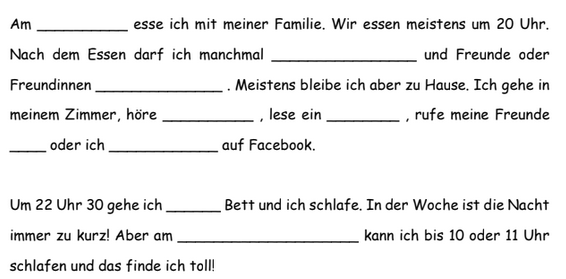 Am __________ esse ich mit meiner Familie. Wir essen meistens um 20 Uhr.
Nach dem Essen darf ich manchmal ________________ und Freunde oder
Freundinnen ______________ . Meistens bleibe ich aber zu Hause. Ich gehe in
meinem Zimmer, höre __________ , lese ein ________ , rufe meine Freunde
____ oder ich ____________ auf Facebook.
Um 22 Uhr 30 gehe ich ______ Bett und ich schlafe. In der Woche ist die Nacht
immer zu kurz! Aber am ____________________ kann ich bis 10 oder 11 Uhr
schlafen und das finde ich toll!